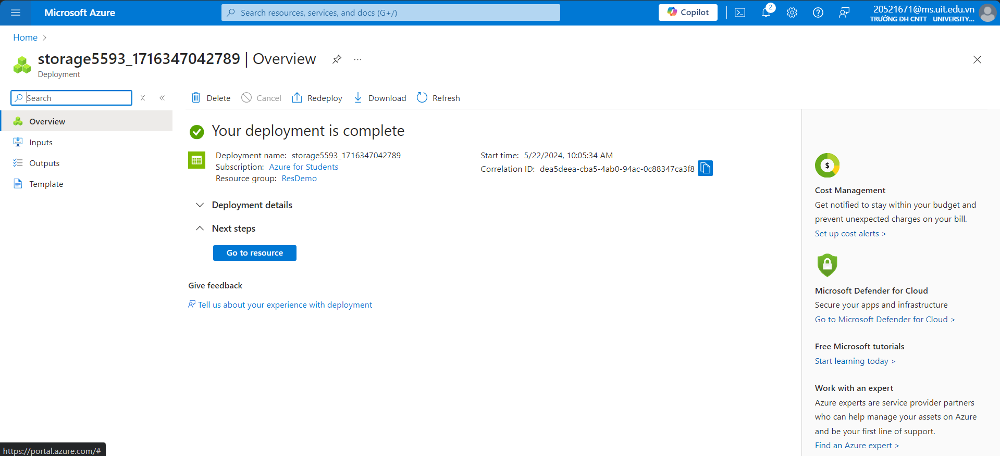 Microsoft Azure
Search resources, services, and docs (G+/)
Copilot
2
20521671@ms.uit.edu.vn
TRƯỜNG ĐH CNTT - UNIVERSITY...
Home >
storage5593_1716347042789 | Overview
Deployment
Search
Delete
Cancel
Redeploy
Download
Refresh
Overview
Inputs
Outputs
Template
Your deployment is complete
Deployment name: storage5593_1716347042789
Subscription: Azure for Students
Resource group: ResDemo
Start time: 5/22/2024, 10:05:34 AM
Correlation ID: dea5deea-cba5-4ab0-94ac-0c88347ca3f8
Deployment details
Next steps
Go to resource
Give feedback
Tell us about your experience with deployment
$
Cost Management
Get notified to stay within your budget and
prevent unexpected charges on your bill.
Set up cost alerts >
Microsoft Defender for Cloud
Secure your apps and infrastructure
Go to Microsoft Defender for Cloud >
Free Microsoft tutorials
Start learning today >
Work with an expert
Azure experts are service provider partners
who can help manage your assets on Azure
and be your first line of support.
Find an Azure expert >
https://portal.azure.com/#